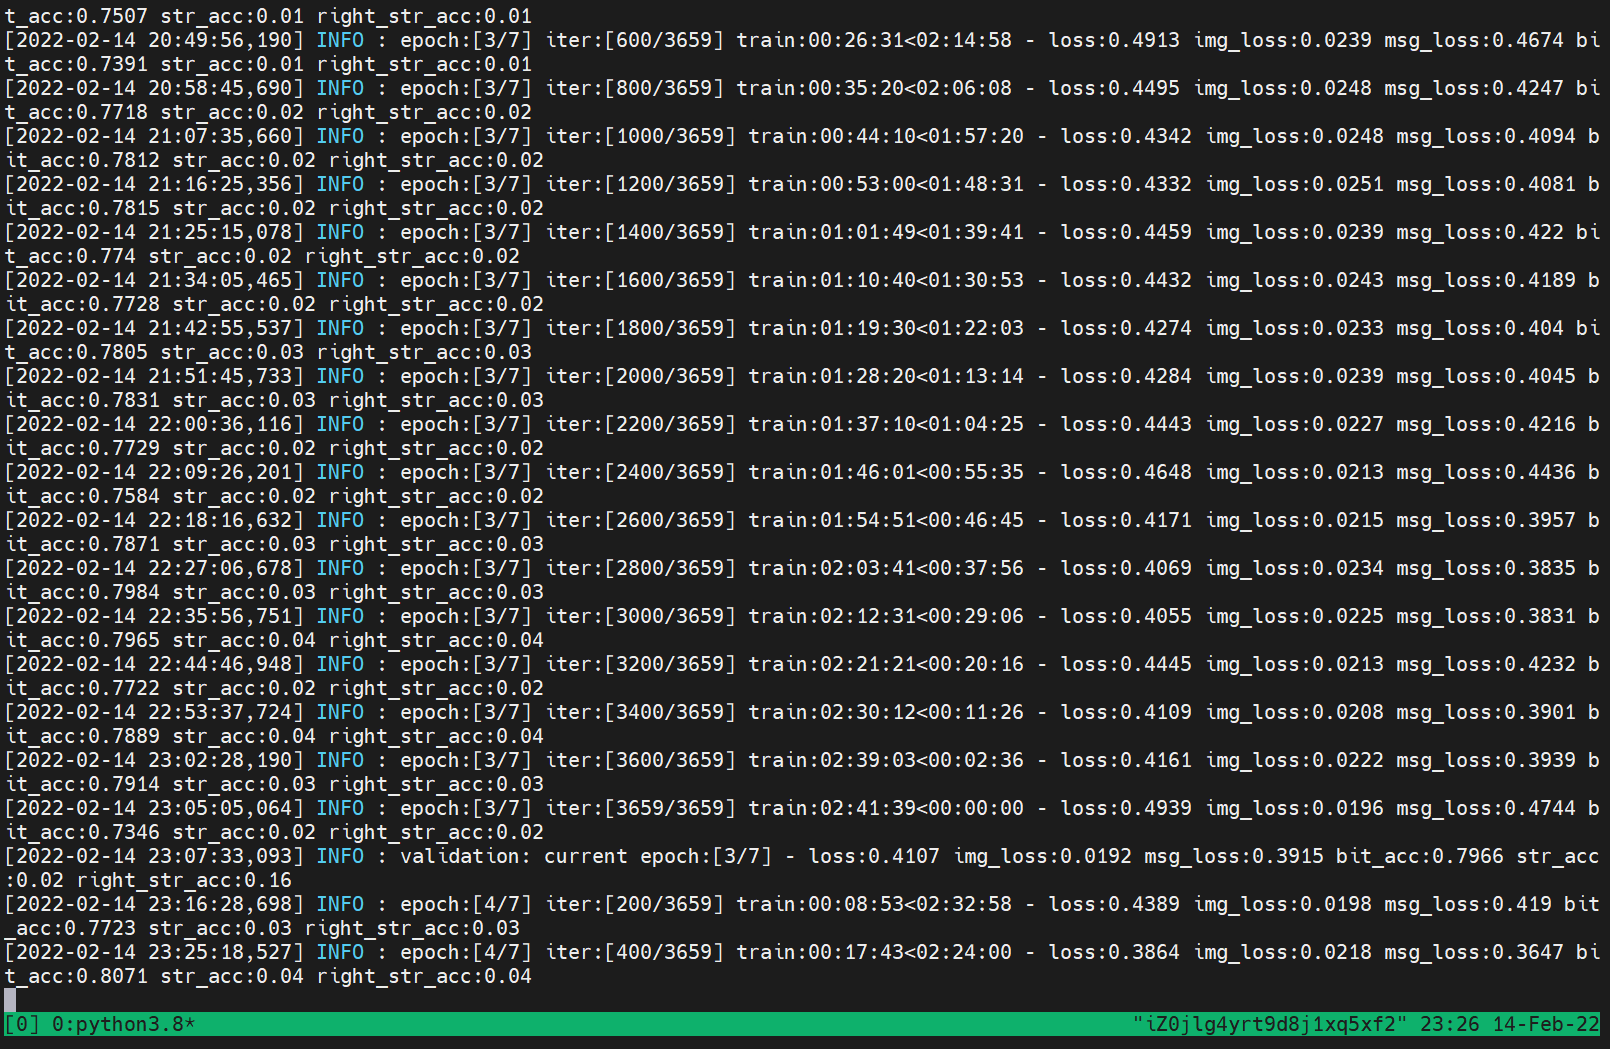 t_acc:0.7507 str_acc:0.01 right_str_acc:0.01
[2022-02-14 20:49:56,190] INFO : epoch:[3/7] iter:[600/3659] train:00:26:31<02:14:58 - loss:0.4913 img_loss:0.0239 msg_loss:0.4674 bi
t_acc:0.7391 str_acc:0.01 right_str_acc:0.01
[2022-02-14 20:58:45,690] INFO : epoch:[3/7] iter:[800/3659] train:00:35:20<02:06:08 - loss:0.4495 img_loss:0.0248 msg_loss:0.4247 bi
t_acc:0.7718 str_acc:0.02 right_str_acc:0.02
[2022-02-14 21:07:35,660] INFO : epoch:[3/7] iter:[1000/3659] train:00:44:10<01:57:20 - loss:0.4342 img_loss:0.0248 msg_loss:0.4094 b
it_acc:0.7812 str_acc:0.02 right_str_acc:0.02
[2022-02-14 21:16:25,356] INFO : epoch:[3/7] iter:[1200/3659] train:00:53:00<01:48:31 - loss:0.4332 img_loss:0.0251 msg_loss:0.4081 b
it_acc:0.7815 str_acc:0.02 right_str_acc:0.02
[2022-02-14 21:25:15,078] INFO : epoch:[3/7] iter:[1400/3659] train:01:01:49<01:39:41 - loss:0.4459 img_loss:0.0239 msg_loss:0.422 bi
t_acc:0.774 str_acc:0.02 right_str_acc:0.02
[2022-02-14 21:34:05,465] INFO : epoch:[3/7] iter:[1600/3659] train:01:10:40<01:30:53 - loss:0.4432 img_loss:0.0243 msg_loss:0.4189 b
it_acc:0.7728 str_acc:0.02 right_str_acc:0.02
[2022-02-14 21:42:55,537] INFO : epoch:[3/7] iter:[1800/3659] train:01:19:30<01:22:03 - loss:0.4274 img_loss:0.0233 msg_loss:0.404 bi
t_acc:0.7805 str_acc:0.03 right_str_acc:0.03
[2022-02-14 21:51:45,733] INFO : epoch:[3/7] iter:[2000/3659] train:01:28:20<01:13:14 - loss:0.4284 img_loss:0.0239 msg_loss:0.4045 b
it_acc:0.7831 str_acc:0.03 right_str_acc:0.03
[2022-02-14 22:00:36,116] INFO : epoch:[3/7] iter:[2200/3659] train:01:37:10<01:04:25 - loss:0.4443 img_loss:0.0227 msg_loss:0.4216 b
it_acc:0.7729 str_acc:0.02 right_str_acc:0.02
[2022-02-14 22:09:26,201] INFO : epoch:[3/7] iter:[2400/3659] train:01:46:01<00:55:35 - loss:0.4648 img_loss:0.0213 msg_loss:0.4436 b
it_acc:0.7584 str_acc:0.02 right_str_acc:0.02
[2022-02-14 22:18:16,632] INFO : epoch:[3/7] iter:[2600/3659] train:01:54:51<00:46:45 - loss:0.4171 img_loss:0.0215 msg_loss:0.3957 b
it_acc:0.7871 str_acc:0.03 right_str_acc:0.03
[2022-02-14 22:27:06,678] INFO : epoch:[3/7] iter:[2800/3659] train:02:03:41<00:37:56 - loss:0.4069 img_loss:0.0234 msg_loss:0.3835 b
it_acc:0.7984 str_acc:0.03 right_str_acc:0.03
[2022-02-14 22:35:56,751] INFO : epoch:[3/7] iter:[3000/3659] train:02:12:31<00:29:06 - loss:0.4055 img_loss:0.0225 msg_loss:0.3831 b
it_acc:0.7965 str_acc:0.04 right_str_acc:0.04
[2022-02-14 22:44:46,948] INFO : epoch:[3/7] iter:[3200/3659] train:02:21:21<00:20:16 - loss:0.4445 img_loss:0.0213 msg_loss:0.4232 b
it_acc:0.7722 str_acc:0.02 right_str_acc:0.02
[2022-02-14 22:53:37,724] INFO : epoch:[3/7] iter:[3400/3659] train:02:30:12<00:11:26 - loss:0.4109 img_loss:0.0208 msg_loss:0.3901 b
it_acc:0.7889 str_acc:0.04 right_str_acc:0.04
[2022-02-14 23:02:28,190] INFO : epoch:[3/7] iter:[3600/3659] train:02:39:03<00:02:36 - loss:0.4161 img_loss:0.0222 msg_loss:0.3939 b
it_acc:0.7914 str_acc:0.03 right_str_acc:0.03
[2022-02-14 23:05:05,064] INFO : epoch:[3/7] iter:[3659/3659] train:02:41:39<00:00:00 - loss:0.4939 img_loss:0.0196 msg_loss:0.4744 b
it_acc:0.7346 str_acc:0.02 right_str_acc:0.02
[2022-02-14 23:07:33,093] INFO : validation: current epoch:[3/7] - loss:0.4107 img_loss:0.0192 msg_loss:0.3915 bit_acc:0.7966 str_acc
:0.02 right_str_acc:0.16
[2022-02-14 23:16:28,698] INFO : epoch:[4/7] iter:[200/3659] train:00:08:53<02:32:58 - loss:0.4389 img_loss:0.0198 msg_loss:0.419 bit
_acc:0.7723 str_acc:0.03 right_str_acc:0.03
[2022-02-14 23:25:18,527] INFO : epoch:[4/7] iter:[400/3659] train:00:17:43<02:24:00 - loss:0.3864 img_loss:0.0218 msg_loss:0.3647 bi
t_acc:0.8071 str_acc:0.04 right_str_acc:0.04
[0] 0:python3.8* "iZ0jlg4yrt9d8j1xq5xf2" 23:26 14-Feb-22